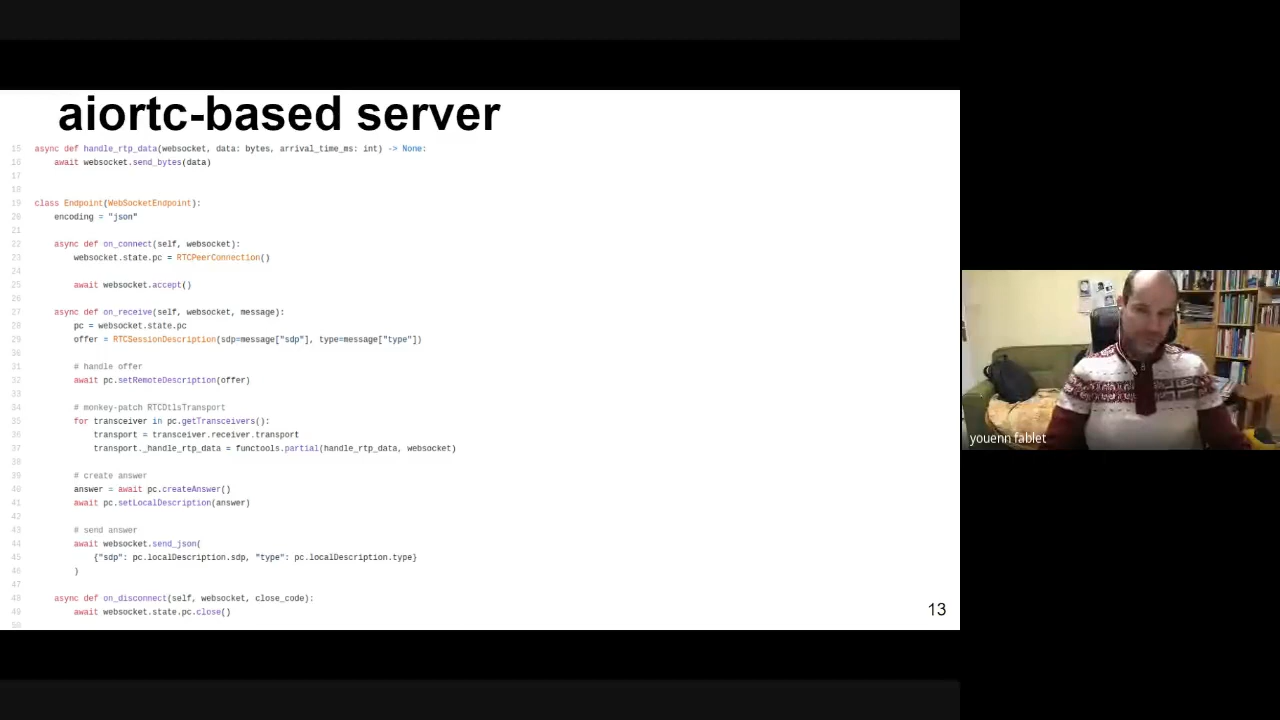 aiortc-based server
15 async def handle_rtp_data(websocket, data: bytes, arrival_time_ms: int) -> None:
16 await websocket.send_bytes(data)
17
18
19 class Endpoint(WebSocketEndpoint):
20 encoding = "json"
21
22 async def on_connect(self, websocket):
23 websocket.state.pc = RTCPeerConnection()
24
25 await websocket.accept()
26
27 async def on_receive(self, websocket, message):
28 pc = websocket.state.pc
29 offer = RTCSessionDescription(sdp=message["sdp"], type=message["type"])
30
31 # handle offer
32 await pc.setRemoteDescription(offer)
33
34 # monkey-patch RTCDtlsTransport
35 for transceiver in pc.getTransceivers():
36 transport = transceiver.receiver.transport
37 transport._handle_rtp_data = functools.partial(handle_rtp_data, websocket)
38
39 # create answer
40 answer = await pc.createAnswer()
41 await pc.setLocalDescription(answer)
42
43 # send answer
44 await websocket.send_json(
45 {"sdp": pc.localDescription.sdp, "type": pc.localDescription.type}
46 )
47
48 async def on_disconnect(self, websocket, close_code):
49 await websocket.state.pc.close()
50
13
youenn fablet